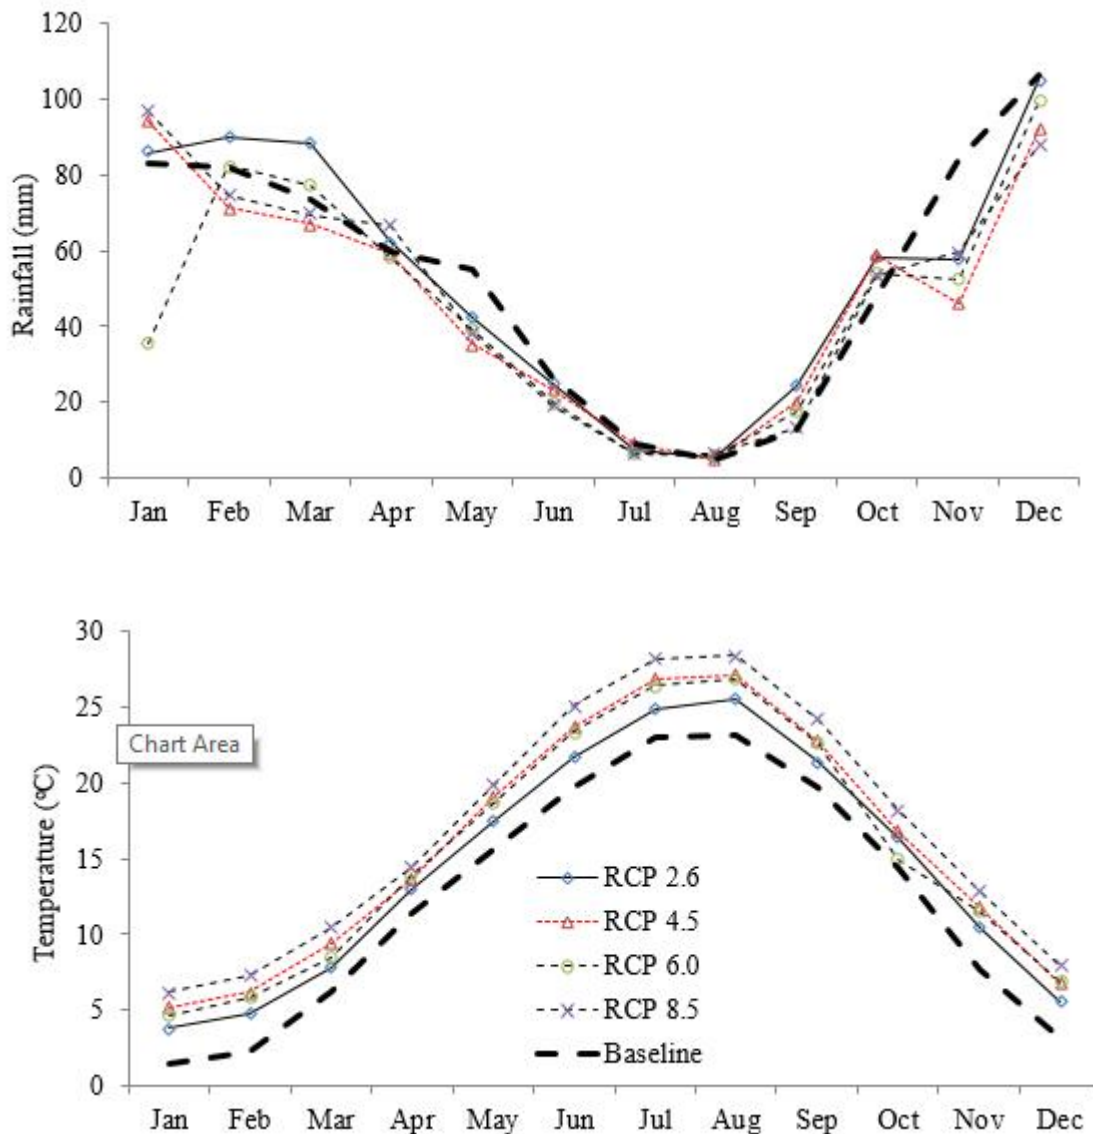 120
100
80
60
40
20
0
Rainfall (mm)
Jan Feb Mar Apr May Jun Jul Aug Sep Oct Nov Dec
30
25
20
15
10
5
0
Temperature (ºC)
Chart Area
RCP 2.6
RCP 4.5
RCP 6.0
RCP 8.5
Baseline
Jan Feb Mar Apr May Jun Jul Aug Sep Oct Nov Dec